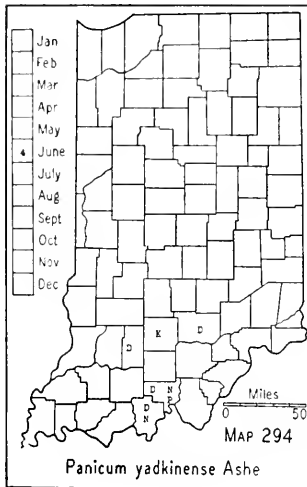 Jan
Feb
Mar
Apr
May
4 June
July
Aug
Sept
Oct
Nov
Dec
K D
D
D N
P
D
N
Miles
0 50
MAP 294
Panicum yadkinense Ashe